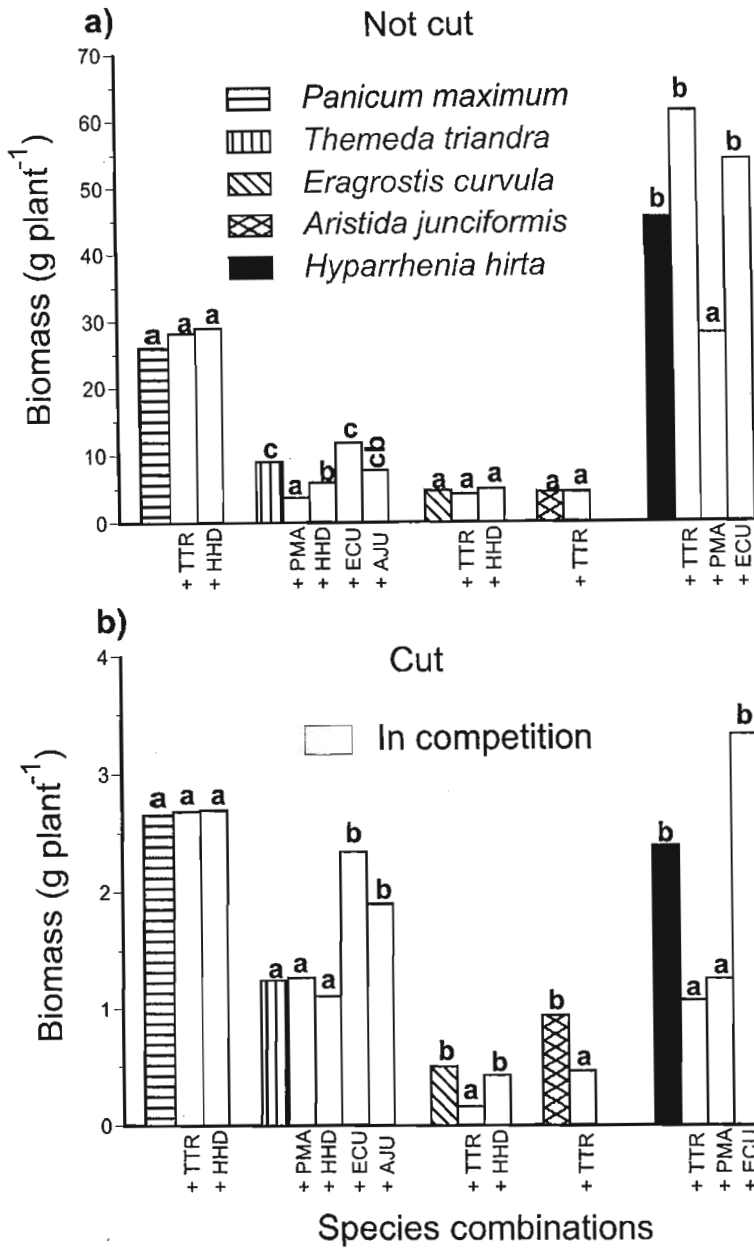 a)
Not cut
Biomass (g plant-1)
70
60
50
40
30
20
10
0
Panicum maximum
Themeda triandra
Eragrostis curvula
Aristida junciformis
Hyparrhenia hirta
a a a
c a b c cb
a a a
a a
b b a b
+ TTR
+ HHD
+ PMA
+ HHD
+ ECU
+ AJU
+ TTR
+ HHD
+ TTR
+ TTR
+ PMA
+ ECU
b)
Cut
Biomass (g plant-1)
4
3
2
1
0
In competition
a a a
a a a b b
b a b
b a
b a a b
+ TTR
+ HHD
+ PMA
+ HHD
+ ECU
+ AJU
+ TTR
+ HHD
+ TTR
+ TTR
+ PMA
+ ECU
Species combinations